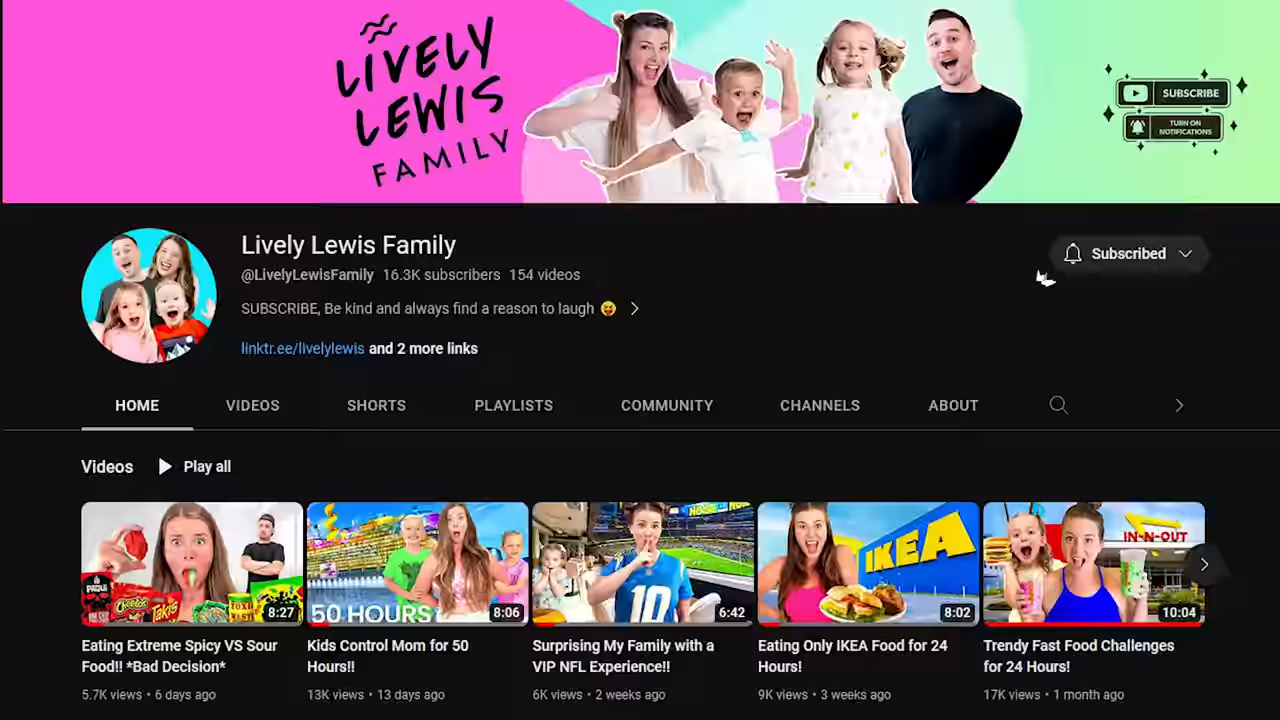 LIVELY
LEWIS
FAMILY
SUBSCRIBE
TURN ON
NOTIFICATIONS
Lively Lewis Family
@LivelyLewisFamily 16.3K subscribers 154 videos
SUBSCRIBE, Be kind and always find a reason to laugh 😝
Subscribed
linktr.ee/livelylewis and 2 more links
HOME VIDEOS SHORTS PLAYLISTS COMMUNITY CHANNELS ABOUT
Videos Play all
PAQUI
Cheetos
Takis
TOXIC
8:27
50 HOURS
8:06
10
6:42
IKEA
8:02
IN-N-OUT
10:04
Eating Extreme Spicy VS Sour
Food!! *Bad Decision*
5.7K views • 6 days ago
Kids Control Mom for 50
Hours!!
13K views • 13 days ago
Surprising My Family with a
VIP NFL Experience!!
6K views • 2 weeks ago
Eating Only IKEA Food for 24
Hours!
9K views • 3 weeks ago
Trendy Fast Food Challenges
for 24 Hours!
17K views • 1 month ago